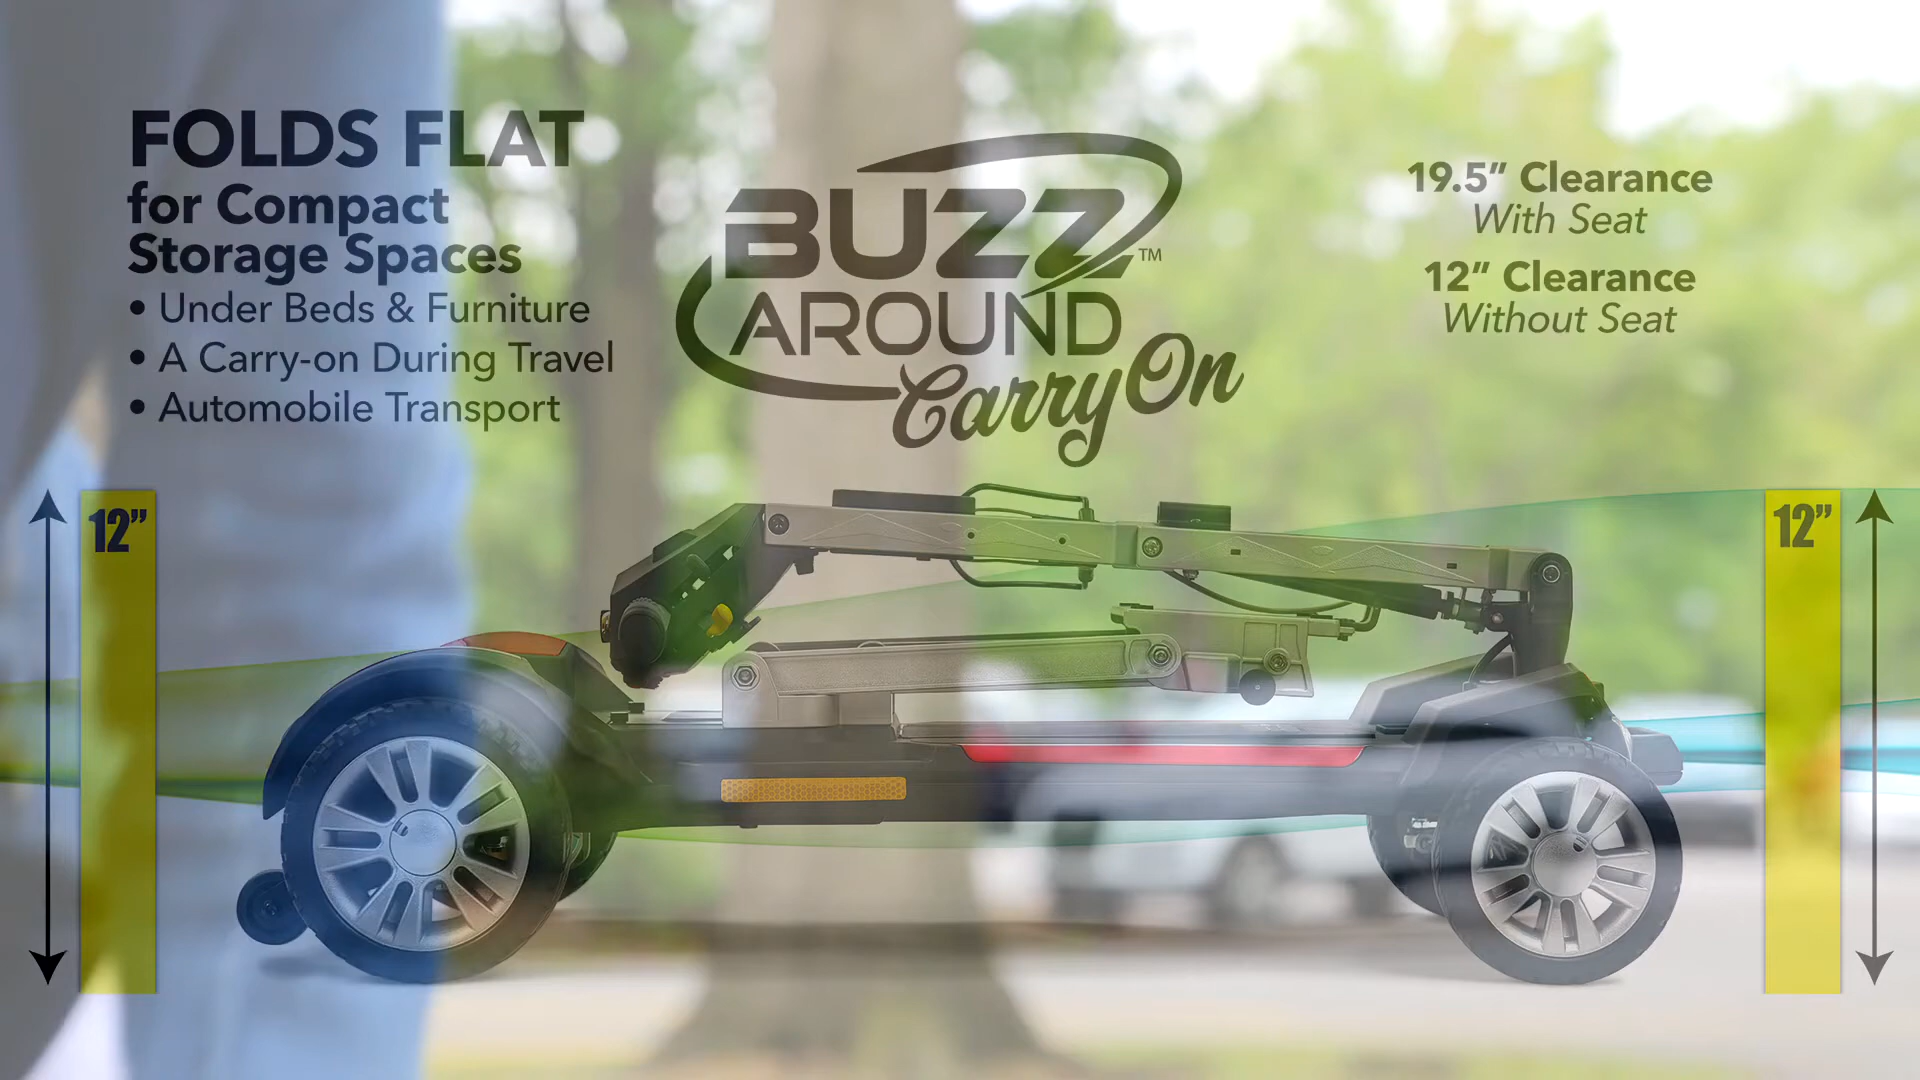 FOLDS FLAT
for Compact
Storage Spaces
• Under Beds & Furniture
• A Carry-on During Travel
• Automobile Transport
BUZZ™
AROUND
CarryOn
19.5” Clearance
With Seat
12” Clearance
Without Seat
12”
12”